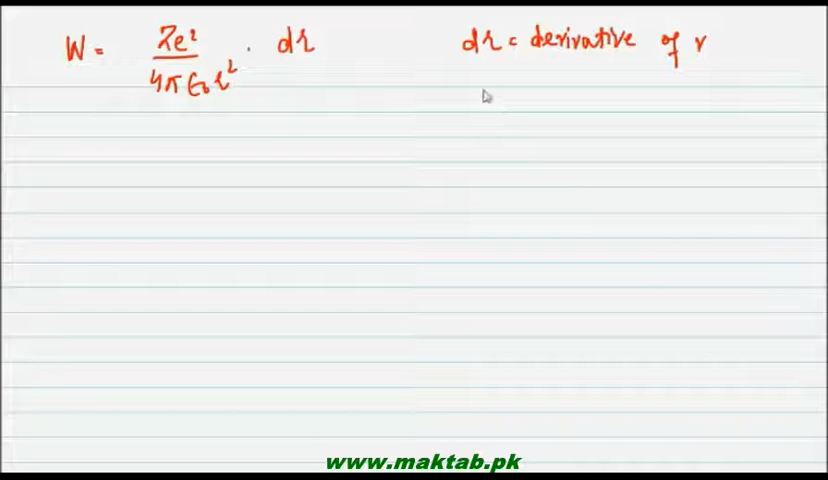 W = Ze²/4πϵ₀r² · dr
dr = derivative of r
www.maktab.pk